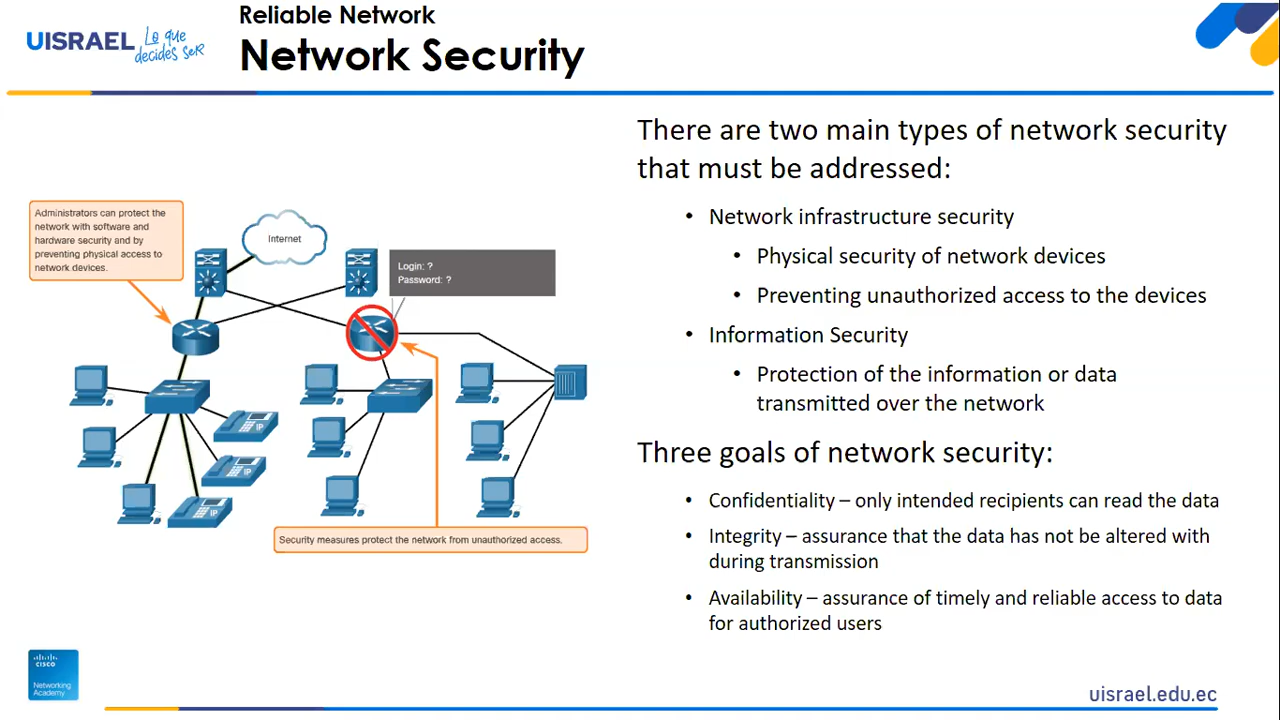 Reliable Network
UISRAEL Lo que
decides seR
Network Security
There are two main types of network security
that must be addressed:
• Network infrastructure security
• Physical security of network devices
• Preventing unauthorized access to the devices
• Information Security
• Protection of the information or data
transmitted over the network
Three goals of network security:
• Confidentiality – only intended recipients can read the data
• Integrity – assurance that the data has not be altered with
during transmission
• Availability – assurance of timely and reliable access to data
for authorized users
Administrators can protect the
network with software and
hardware security and by
preventing physical access to
network devices.
Internet
Login: ?
Password: ?
IP
IP
IP
Security measures protect the network from unauthorized access.
CISCO
Networking
Academy
uisrael.edu.ec